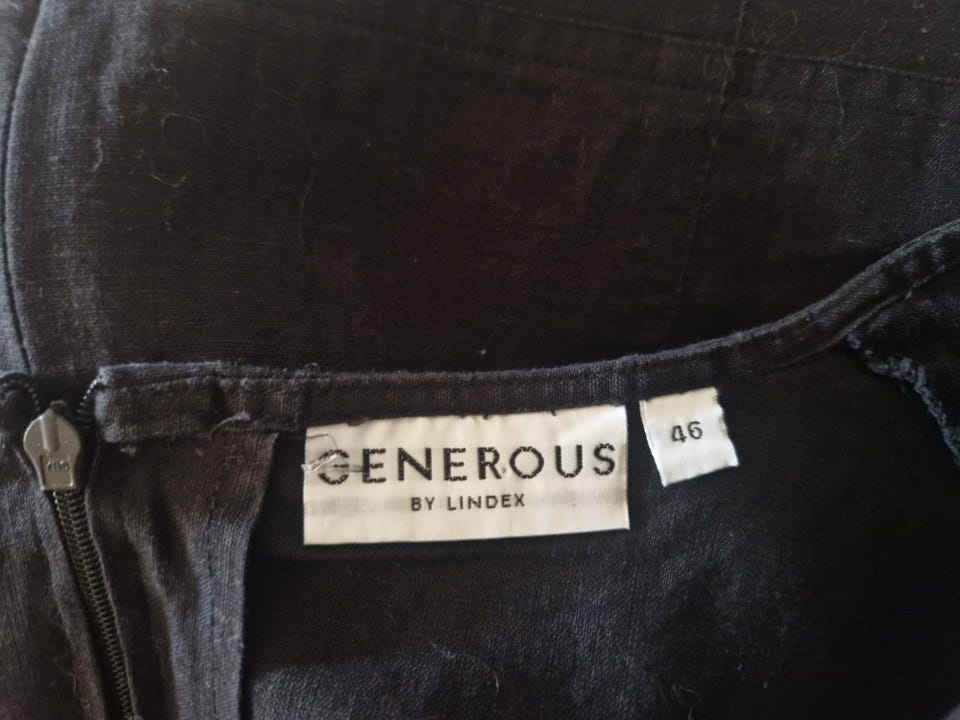 GENEROUS
BY LINDEX
46